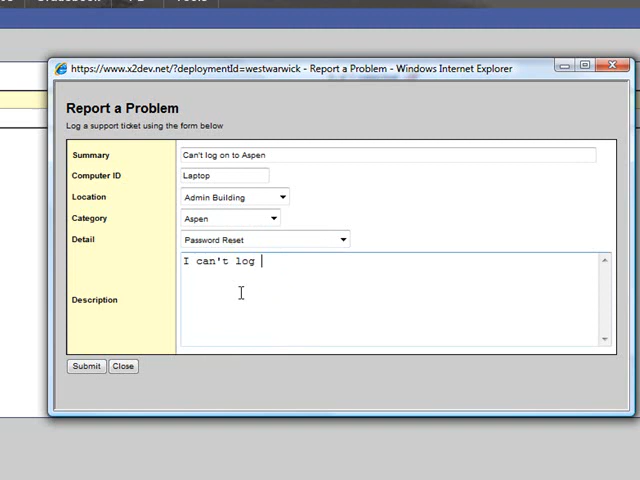 https://www.x2dev.net/?deploymentId=westwarwick - Report a Problem - Windows Internet Explorer
Report a Problem
Log a support ticket using the form below
Summary Can't log on to Aspen
Computer ID Laptop
Location Admin Building
Category Aspen
Detail Password Reset
I can't log
Description
Submit Close